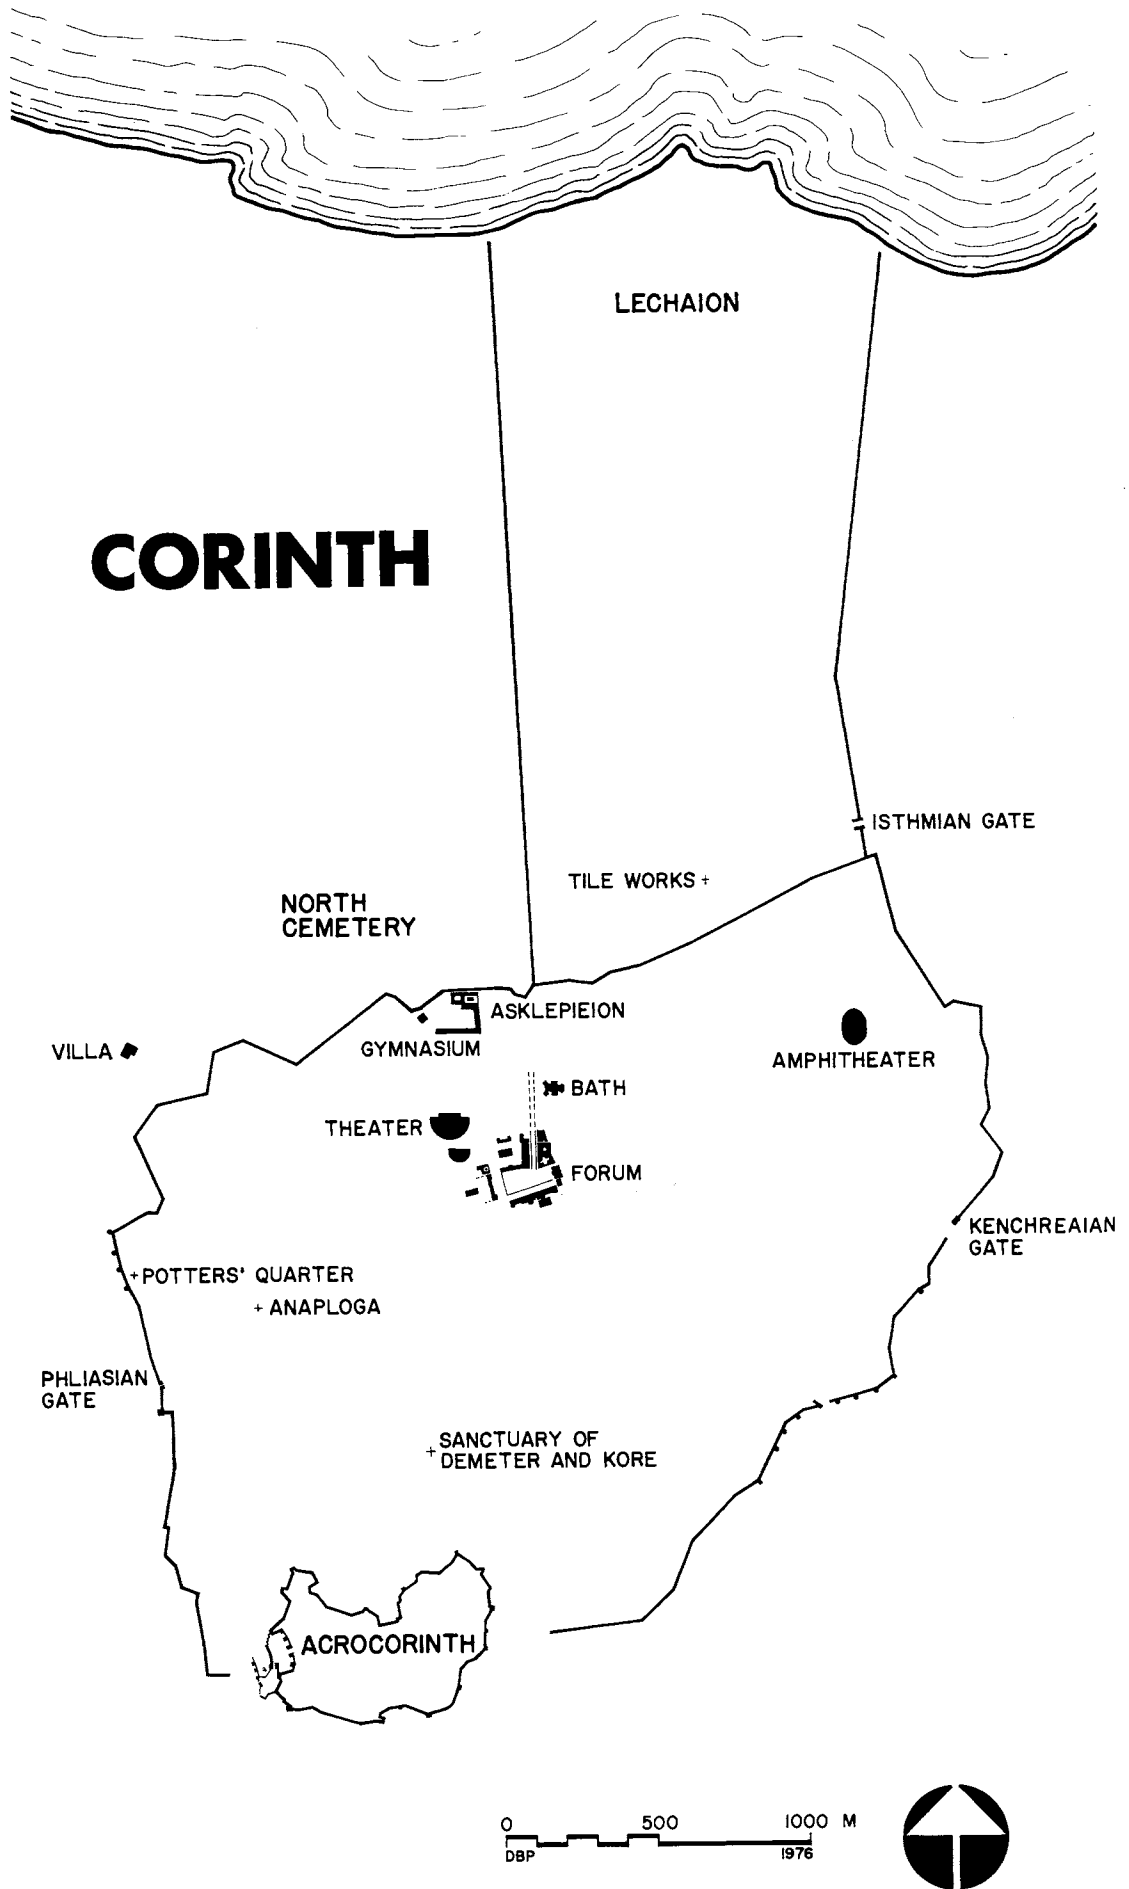 LECHAION
CORINTH
ISTHMIAN GATE
TILE WORKS
NORTH
CEMETERY
ASKLEPIEION
GYMNASIUM
VILLA
AMPHITHEATER
BATH
THEATER
FORUM
KENCHREAIAN
GATE
POTTERS' QUARTER
ANAPLOGA
PHLIASIAN
GATE
SANCTUARY OF
DEMETER AND KORE
ACROCORINTH
0 500 1000 M
DBP 1976